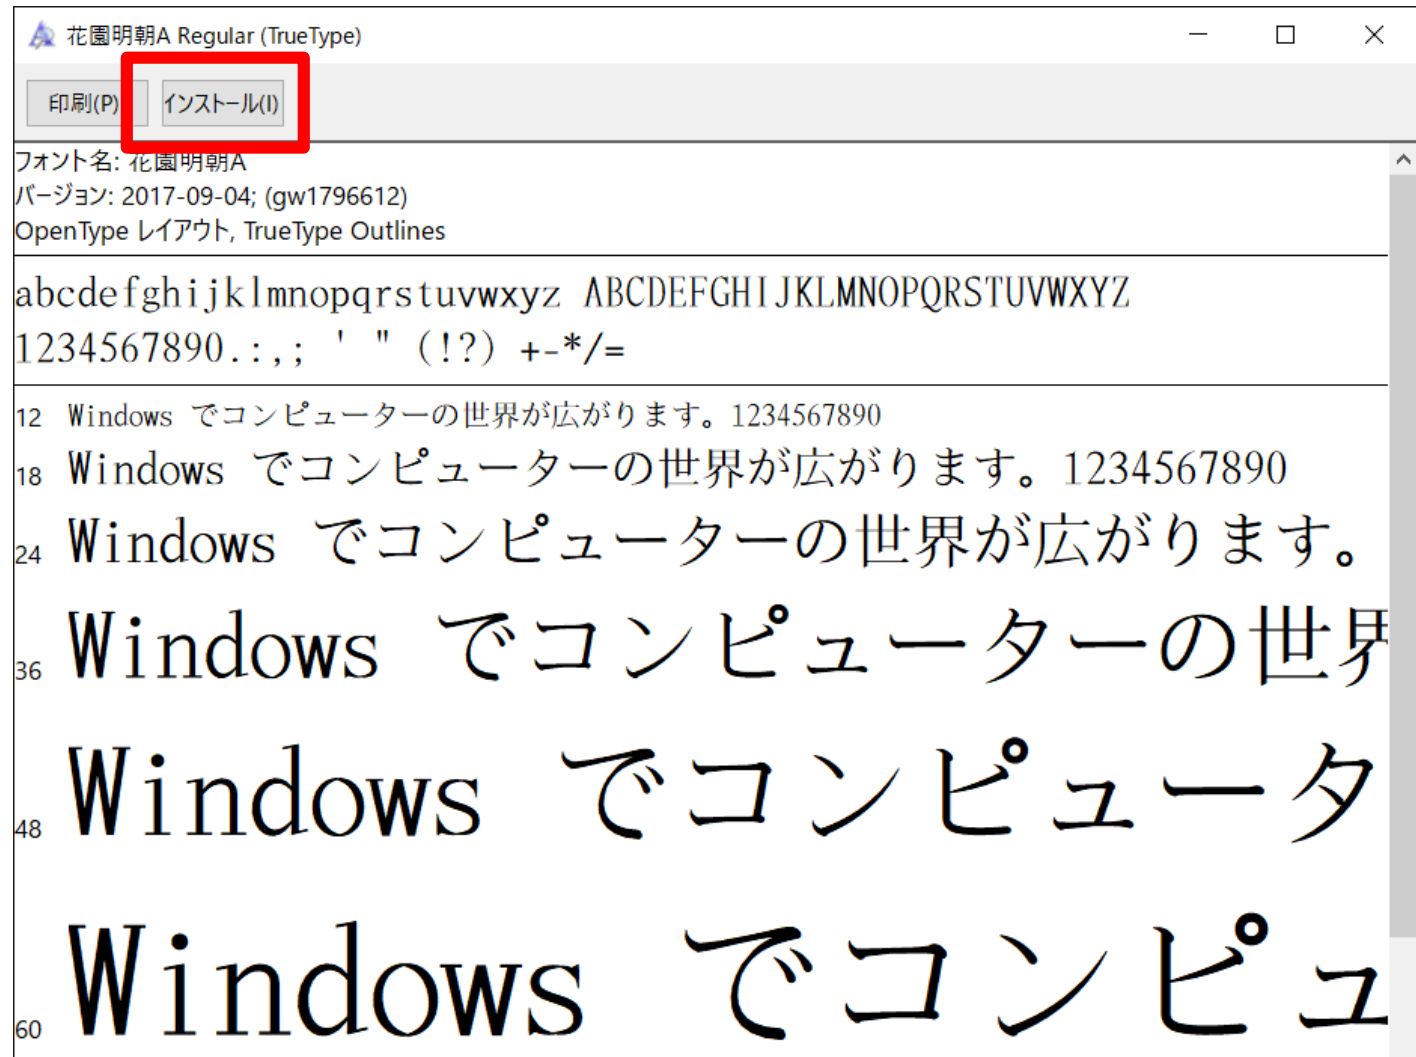 花園明朝A Regular (TrueType)
印刷(P) インストール(I)
フォント名: 花園明朝A
バージョン: 2017-09-04; (gw1796612)
OpenType レイアウト, TrueType Outlines
abcdefghijklmnopqrstuvwxyz ABCDEFGHIJKLMNOPQRSTUVWXYZ
1234567890.:,; ' " (!?) +-*/=
12 Windows でコンピューターの世界が広がります。1234567890
18 Windows でコンピューターの世界が広がります。1234567890
24 Windows でコンピューターの世界が広がります。
36 Windows でコンピューターの世界
48 Windows でコンピュータ
60 Windows でコンピュ